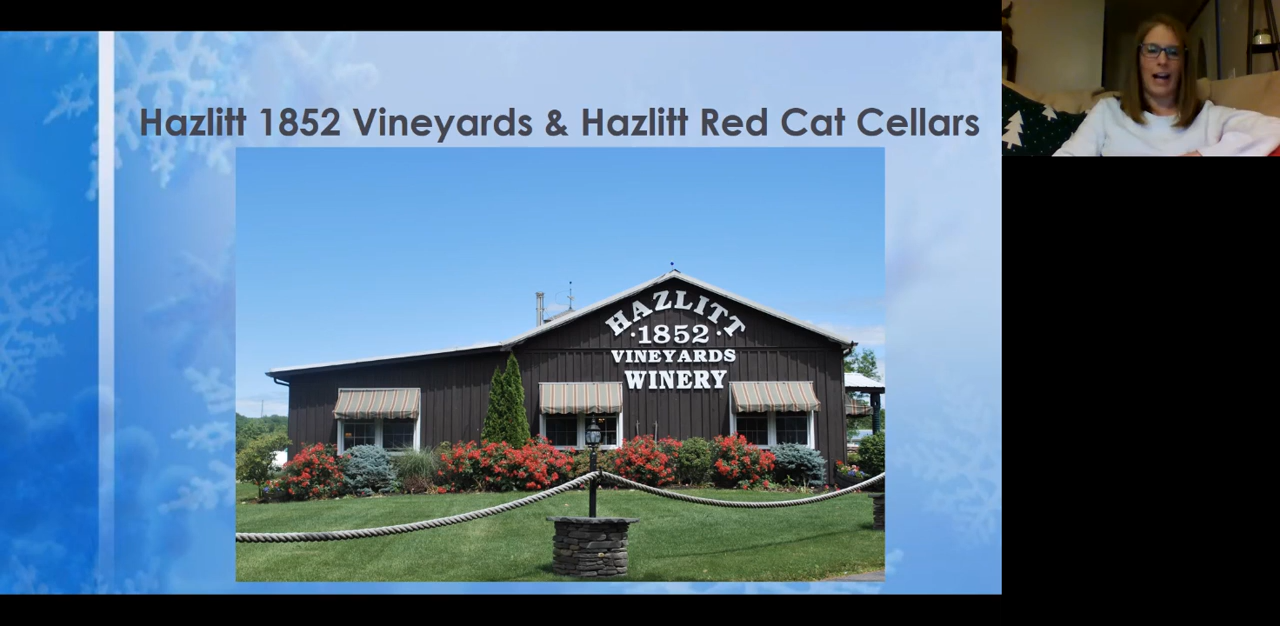 Hazlitt 1852 Vineyards & Hazlitt Red Cat Cellars
HAZLITT
·1852·
VINEYARDS
WINERY